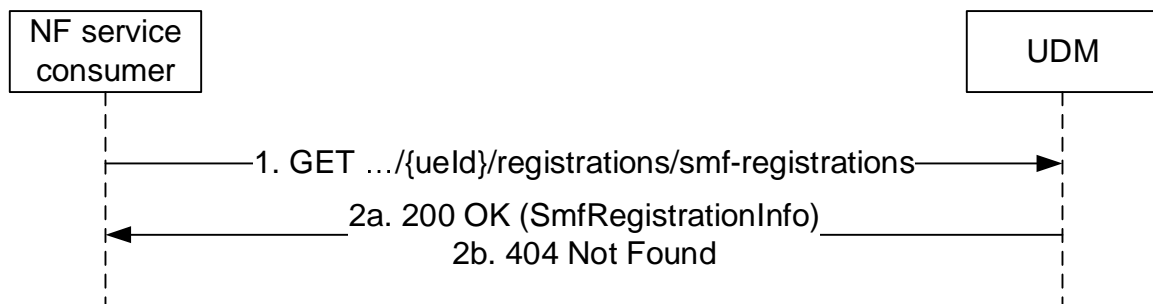 NF service
consumer
UDM
1. GET …/{ueId}/registrations/smf-registrations
2a. 200 OK (SmfRegistrationInfo)
2b. 404 Not Found